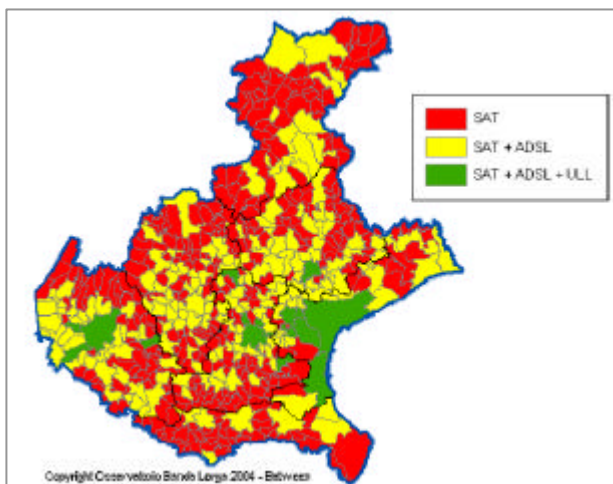 SAT
SAT + ADSL
SAT + ADSL + ULL
Copyright Osservatorio Banda Larga 2004 - Between